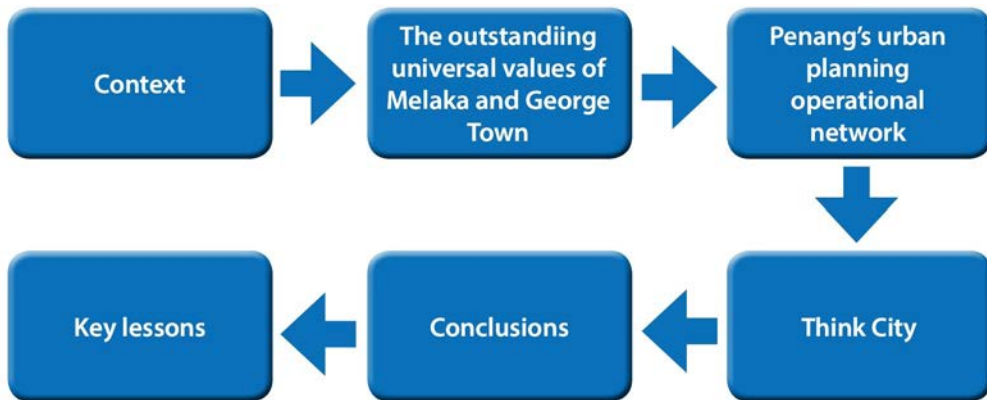 Context
The outstandiing
universal values of
Melaka and George
Town
Penang's urban
planning
operational
network
Think City
Conclusions
Key lessons